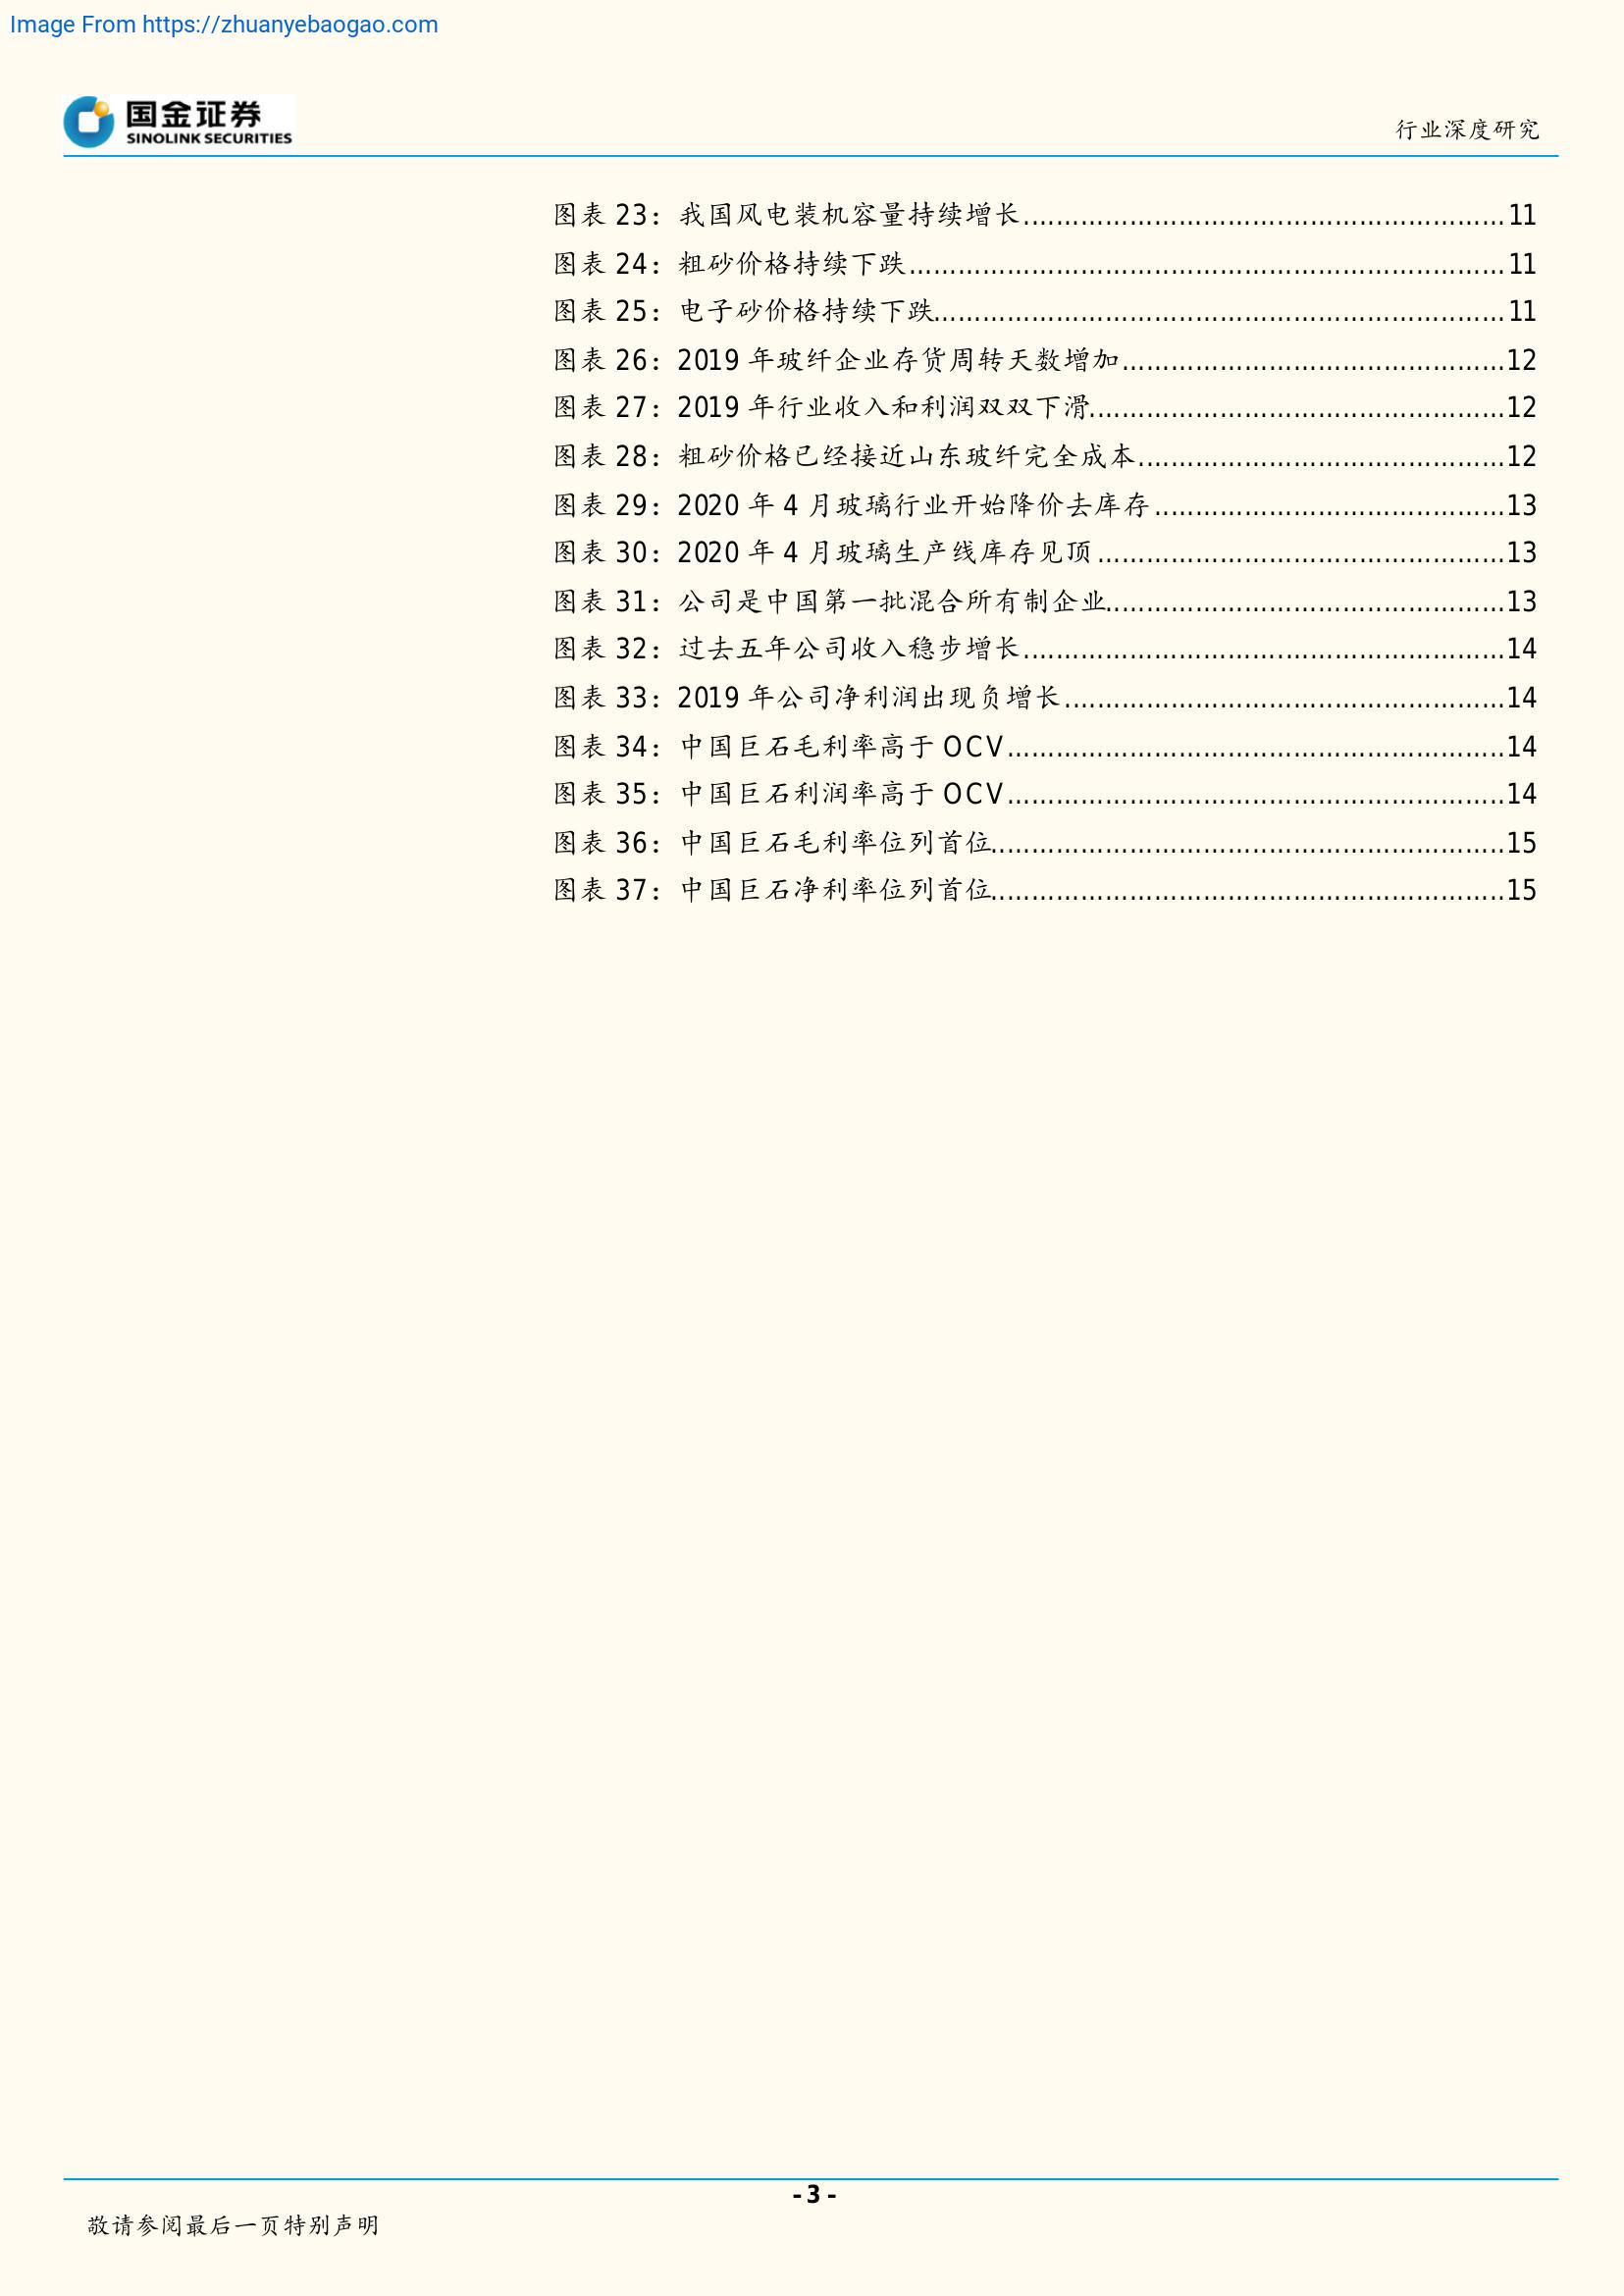 Image From https://zhuanyebaogao.com
国金证券
SINOLINK SECURITIES
行业深度研究
图表 23：我国风电装机容量持续增长..........................................................11
图表 24：粗砂价格持续下跌........................................................................11
图表 25：电子砂价格持续下跌.....................................................................11
图表 26：2019 年玻纤企业存货周转天数增加..............................................12
图表 27：2019 年行业收入和利润双双下滑..................................................12
图表 28：粗砂价格已经接近山东玻纤完全成本............................................12
图表 29：2020 年 4 月玻璃行业开始降价去库存..........................................13
图表 30：2020 年 4 月玻璃生产线库存见顶.................................................13
图表 31：公司是中国第一批混合所有制企业................................................13
图表 32：过去五年公司收入稳步增长..........................................................14
图表 33：2019 年公司净利润出现负增长.....................................................14
图表 34：中国巨石毛利率高于 OCV............................................................14
图表 35：中国巨石利润率高于 OCV............................................................14
图表 36：中国巨石毛利率位列首位..............................................................15
图表 37：中国巨石净利率位列首位..............................................................15
- 3 -
敬请参阅最后一页特别声明